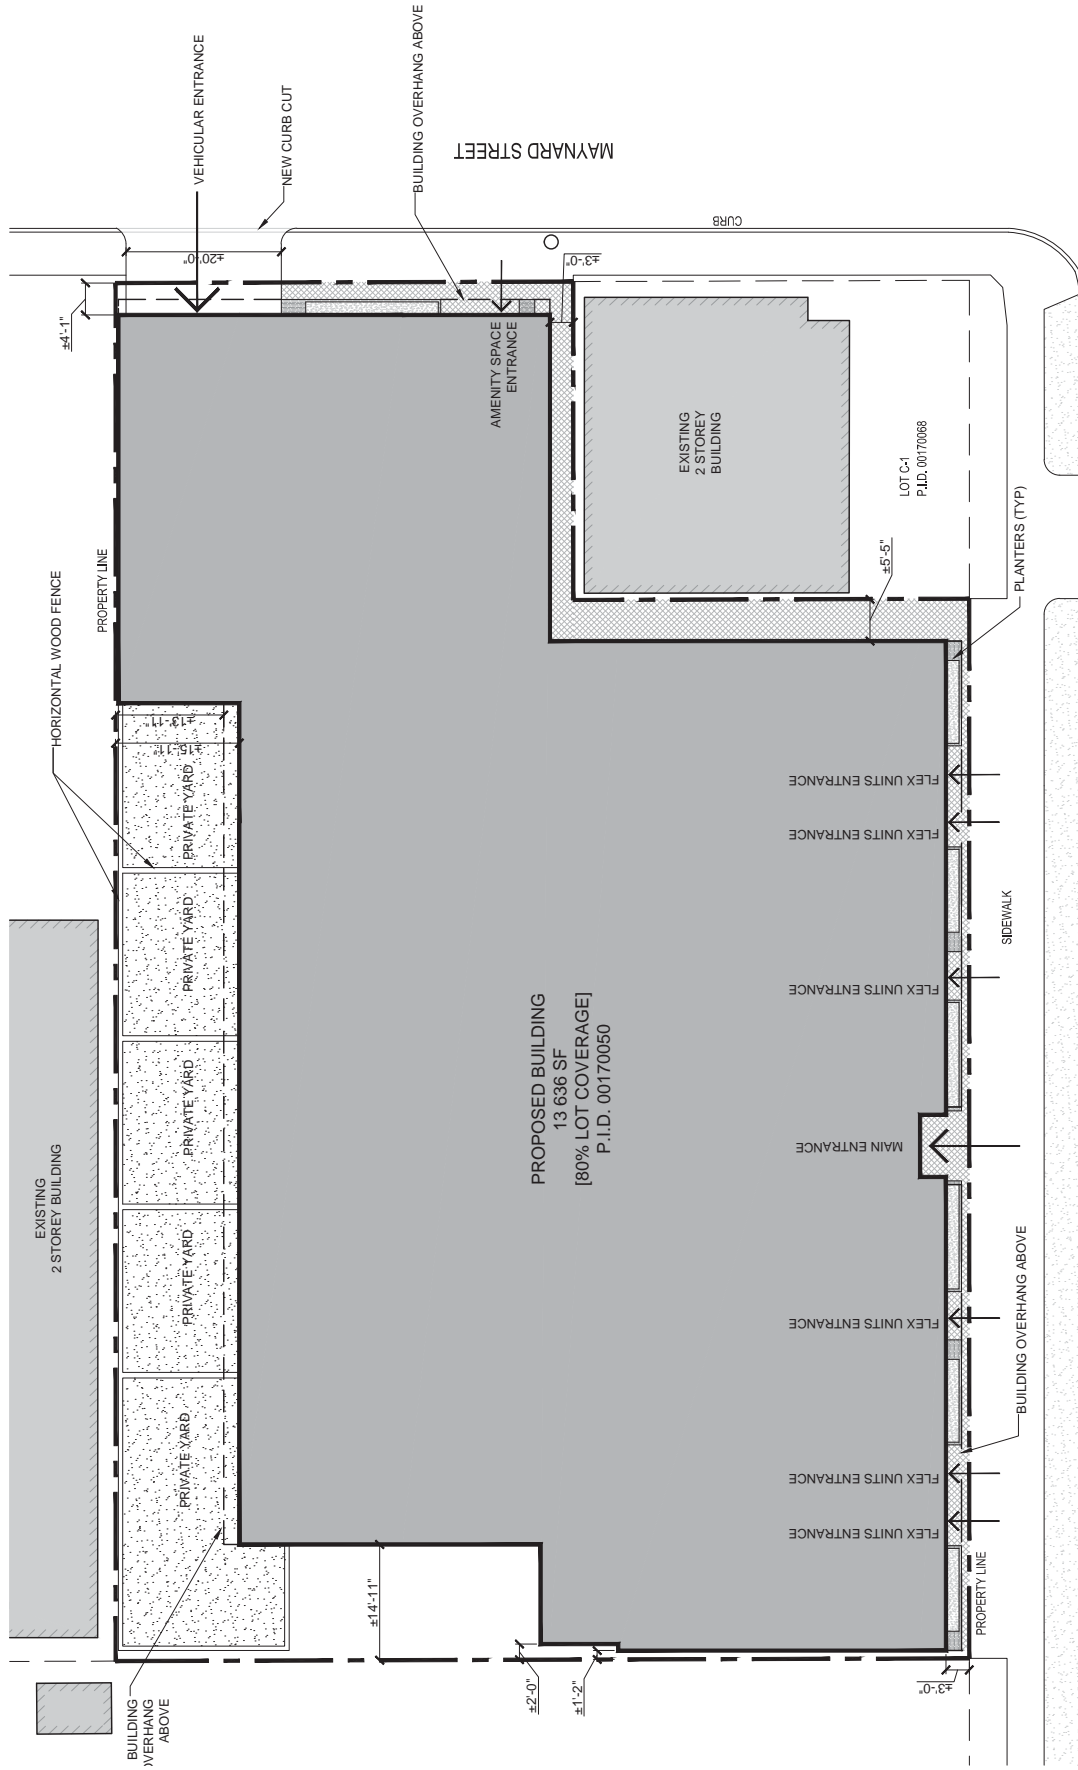 VEHICULAR ENTRANCE
NEW CURB CUT
BUILDING OVERHANG ABOVE
MAYNARD STREET
CURB
±20'-0"
±3'-0"
±4'-1"
AMENITY SPACE
ENTRANCE
PROPERTY LINE
HORIZONTAL WOOD FENCE
EXISTING
2 STOREY
BUILDING
LOT C-1
P.I.D. 00170068
±5'-5"
PLANTERS (TYP)
±13'-11"
±15'-11"
PRIVATE YARD
PRIVATE YARD
PRIVATE YARD
PRIVATE YARD
PRIVATE YARD
EXISTING
2 STOREY BUILDING
PROPOSED BUILDING
13 636 SF
[80% LOT COVERAGE]
P.I.D. 00170050
FLEX UNITS ENTRANCE
FLEX UNITS ENTRANCE
FLEX UNITS ENTRANCE
MAIN ENTRANCE
FLEX UNITS ENTRANCE
FLEX UNITS ENTRANCE
FLEX UNITS ENTRANCE
SIDEWALK
BUILDING OVERHANG ABOVE
PROPERTY LINE
±14'-11"
±2'-0"
±1'-2"
±3'-0"
BUILDING
OVERHANG
ABOVE